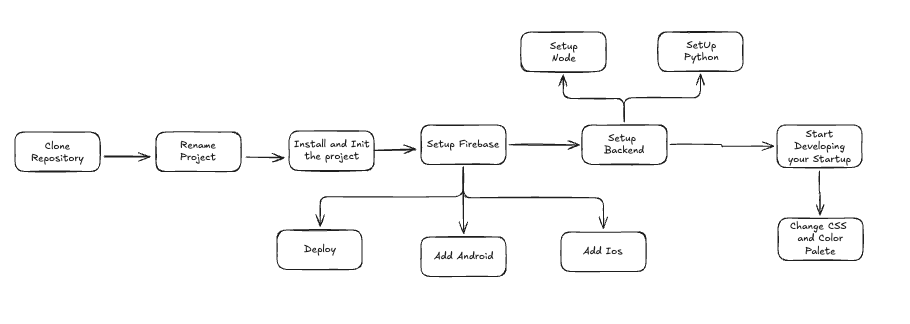 Setup
Node
SetUp
Python
Clone
Repository
Rename
Project
Install and Init
the project
Setup Firebase
Setup
Backend
Start
Developing
your Startup
Deploy
Add Android
Add Ios
Change CSS
and Color
Palete